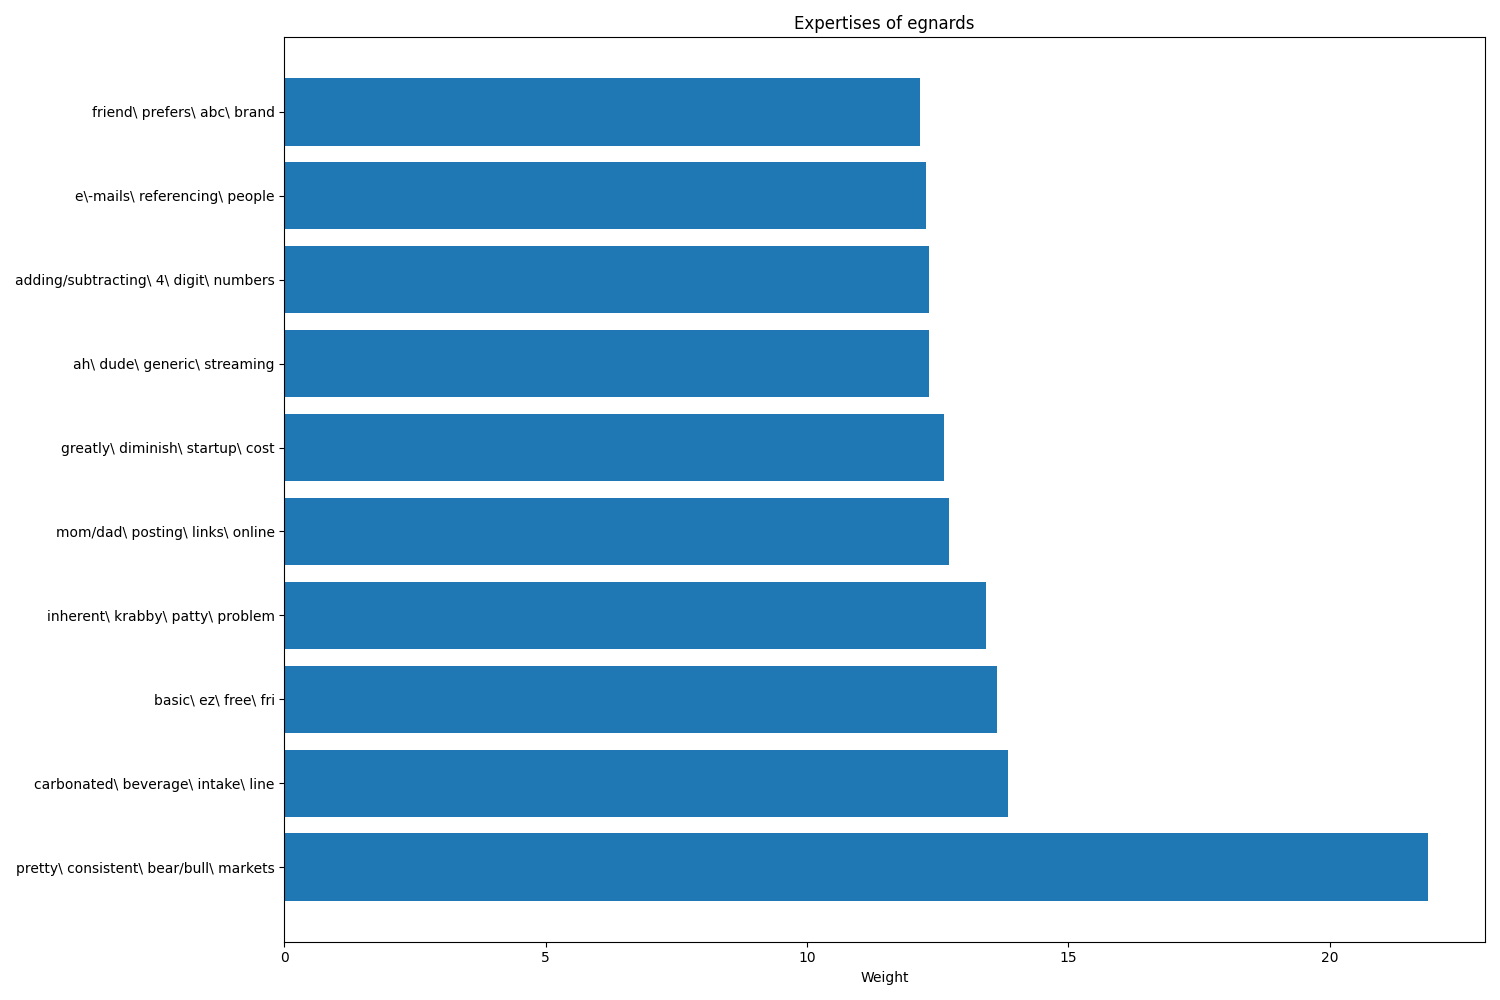 Expertises of egnards
friend\ prefers\ abc\ brand
e\-mails\ referencing\ people
adding/subtracting\ 4\ digit\ numbers
ah\ dude\ generic\ streaming
greatly\ diminish\ startup\ cost
mom/dad\ posting\ links\ online
inherent\ krabby\ patty\ problem
basic\ ez\ free\ fri
carbonated\ beverage\ intake\ line
pretty\ consistent\ bear/bull\ markets
0 5 10 15 20
Weight